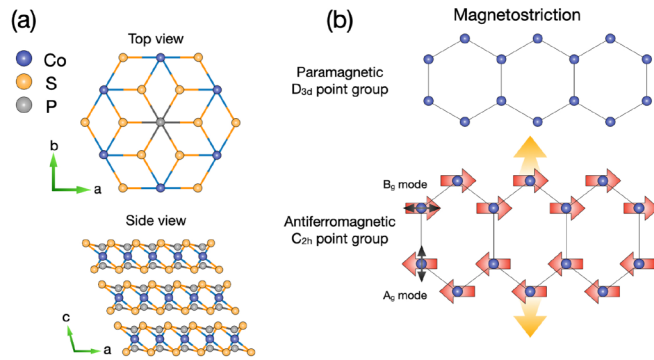 (a)
Top view
Co
S
P
b
a
Side view
c
a
(b)
Magnetostriction
Paramagnetic
D3d point group
Bg mode
Antiferromagnetic
C2h point group
Ag mode